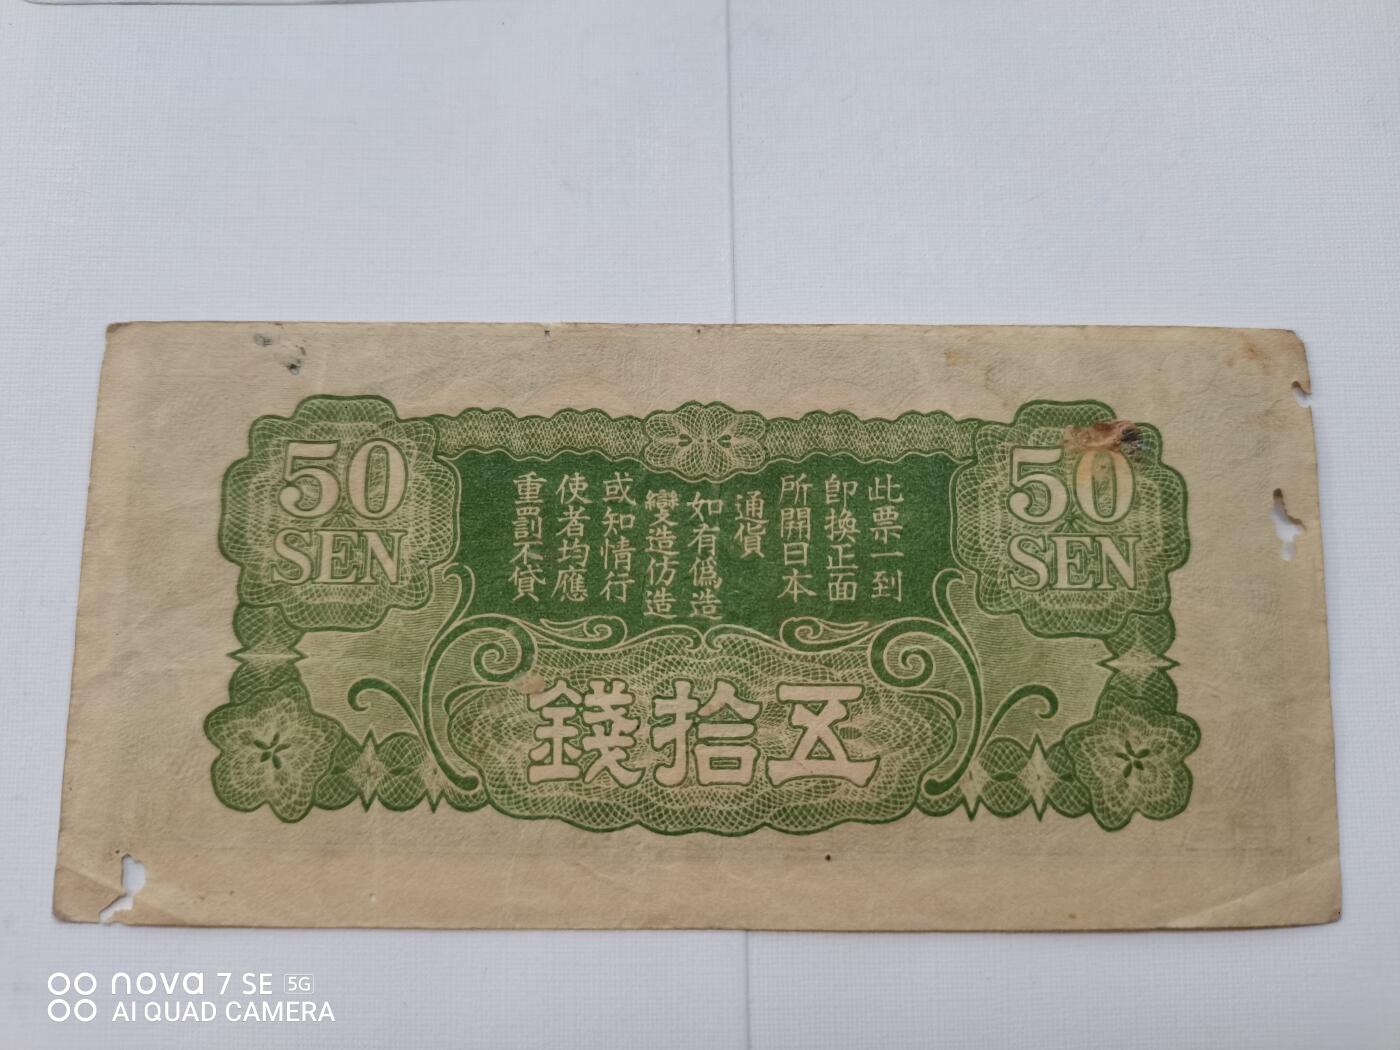 50
SEN
50
SEN
此票一到
即換正面
所開日本
通貨
如有偽造
變造仿造
或知情行
使者均應
重罰不貸
五拾錢
nova 7 SE 5G
AI QUAD CAMERA